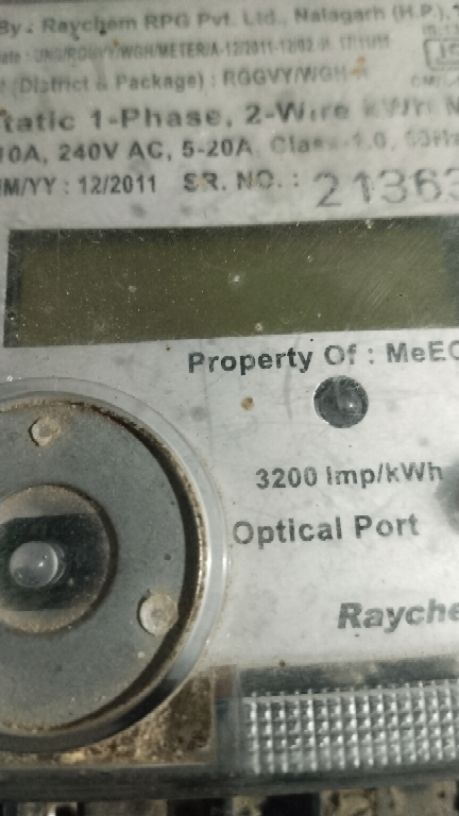 By : Raychem RPG Pvt. Ltd., Nalagarh (H.P.),
(District & Package) : RGGVY/WGH
tatic 1-Phase, 2-Wire kWh
10A, 240V AC, 5-20A, Class-1.0, 50Hz
M/YY : 12/2011 SR. NO. : 21363
Property Of : MeEC
3200 Imp/kWh
Optical Port
Rayche